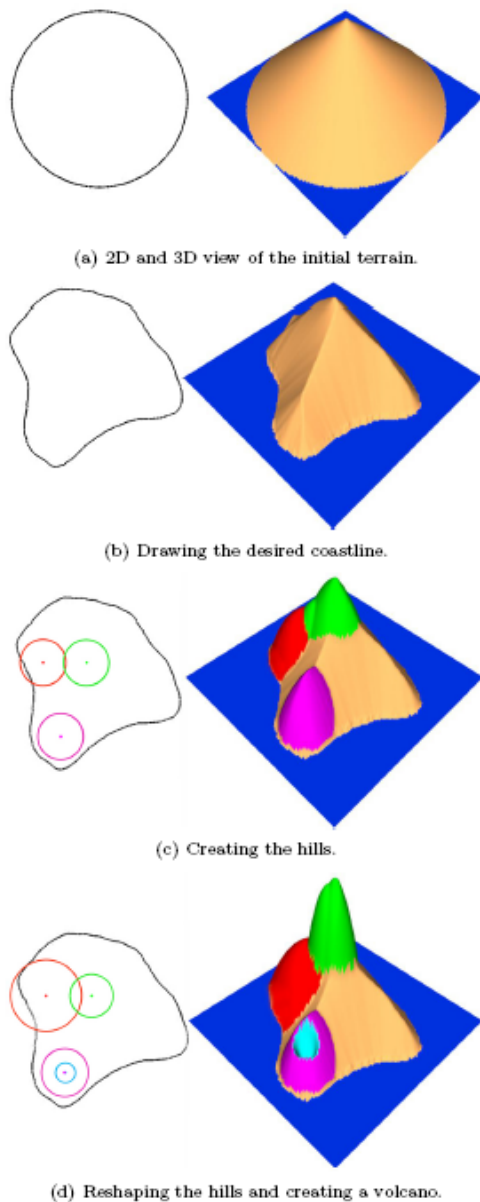 (a) 2D and 3D view of the initial terrain.
(b) Drawing the desired coastline.
(c) Creating the hills.
(d) Reshaping the hills and creating a volcano.